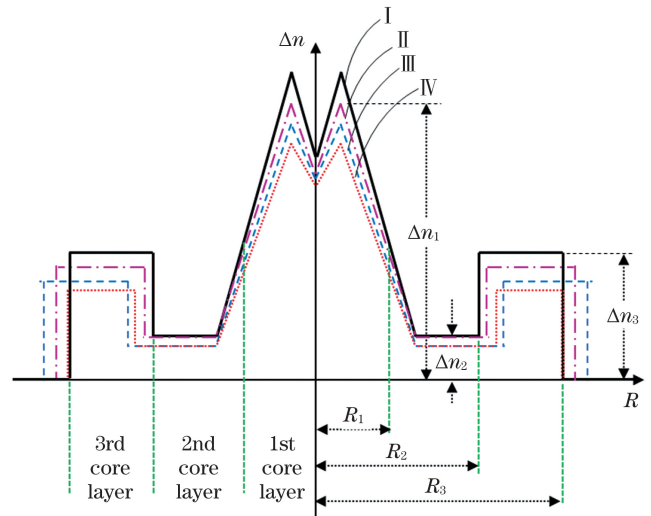 Δn
Ⅰ
Ⅱ
Ⅲ
Ⅳ
Δn₁
Δn₂
Δn₃
R
R₁
R₂
R₃
3rd core layer
2nd core layer
1st core layer